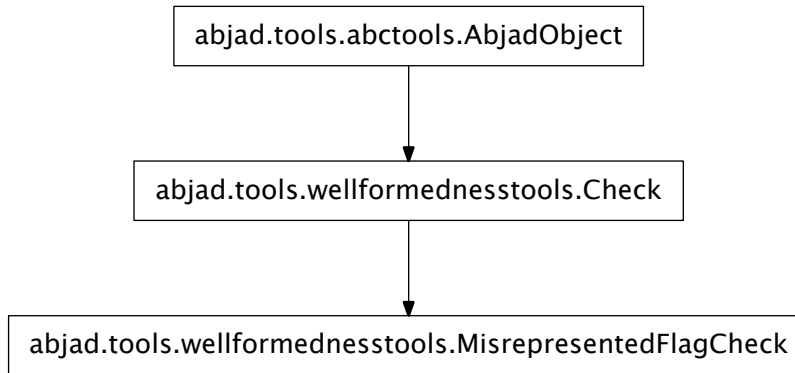 abjad.tools.abctools.AbjadObject
abjad.tools.wellformednesstools.Check
abjad.tools.wellformednesstools.MisrepresentedFlagCheck